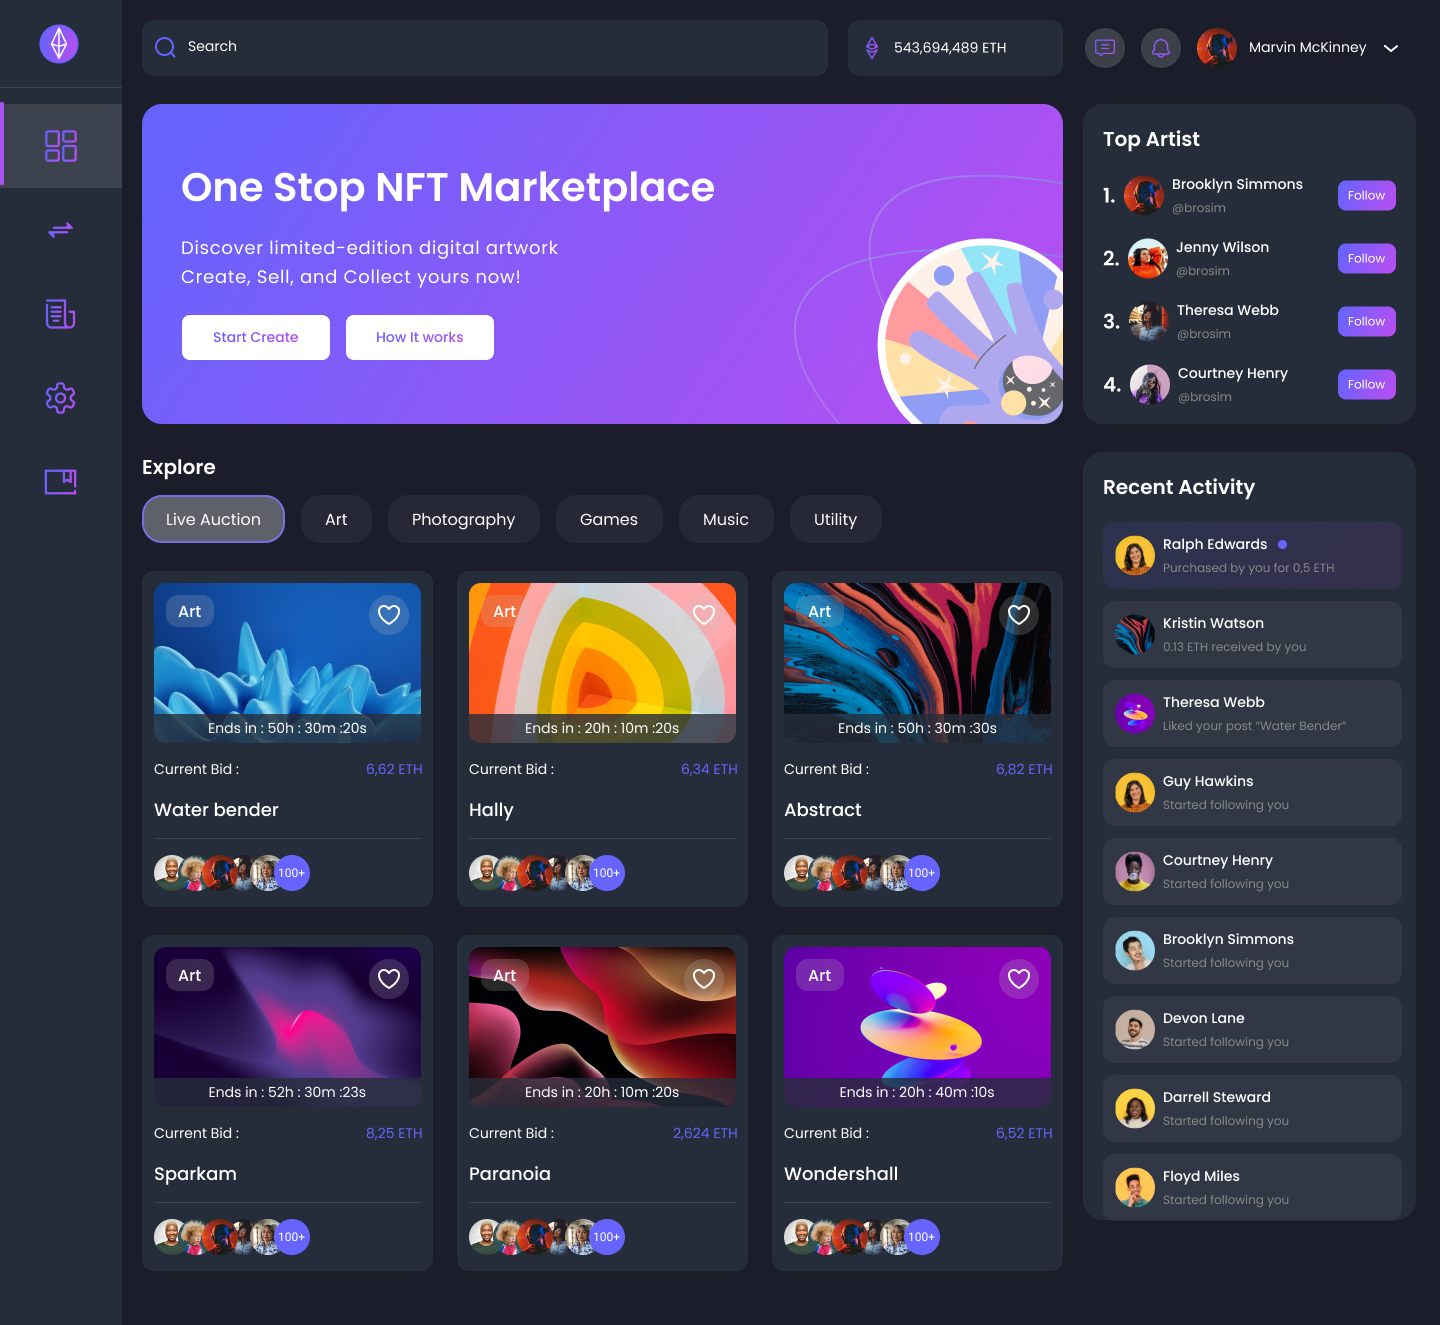 Search
543,694,489 ETH
Marvin McKinney
One Stop NFT Marketplace
Discover limited-edition digital artwork
Create, Sell, and Collect yours now!
Start Create
How It works
Top Artist
1.
Brooklyn Simmons
@brosim
Follow
2.
Jenny Wilson
@brosim
Follow
3.
Theresa Webb
@brosim
Follow
4.
Courtney Henry
@brosim
Follow
Explore
Live Auction
Art
Photography
Games
Music
Utility
Art
Ends in : 50h : 30m :20s
Current Bid :
6,62 ETH
Water bender
100+
Art
Ends in : 20h : 10m :20s
Current Bid :
6,34 ETH
Hally
100+
Art
Ends in : 50h : 30m :30s
Current Bid :
6,82 ETH
Abstract
100+
Art
Ends in : 52h : 30m :23s
Current Bid :
8,25 ETH
Sparkam
100+
Art
Ends in : 20h : 10m :20s
Current Bid :
2,624 ETH
Paranoia
100+
Art
Ends in : 20h : 40m :10s
Current Bid :
6,52 ETH
Wondershall
100+
Recent Activity
Ralph Edwards
Purchased by you for 0,5 ETH
Kristin Watson
0.13 ETH received by you
Theresa Webb
Liked your post “Water Bender”
Guy Hawkins
Started following you
Courtney Henry
Started following you
Brooklyn Simmons
Started following you
Devon Lane
Started following you
Darrell Steward
Started following you
Floyd Miles
Started following you